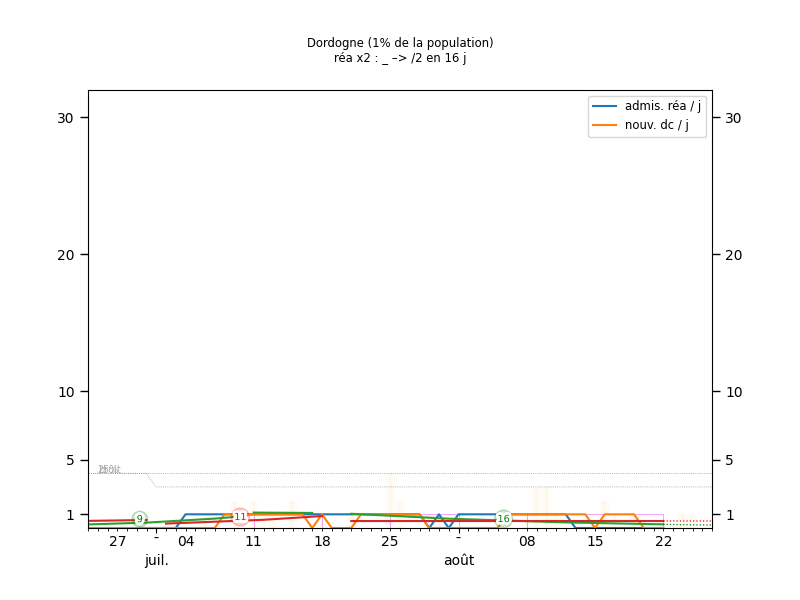 Dordogne (1% de la population)
réa x2 : _ –> /2 en 16 j
admis. réa / j
nouv. dc / j
30 30
20 20
10 10
5 5
1 1
9 11 16
27 - 04 11 18 25 - 08 15 22
juil. août